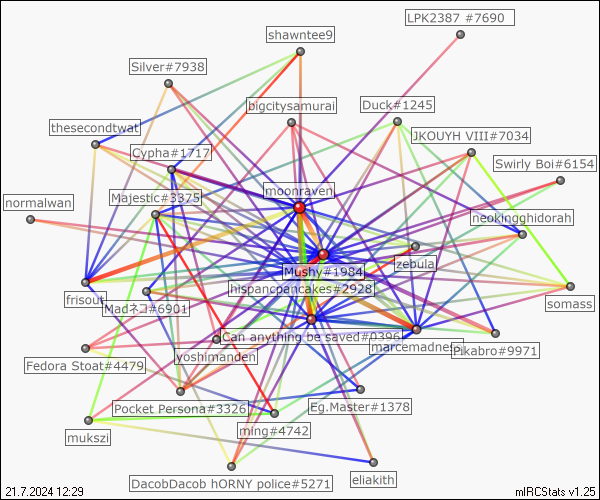 LPK2387 #7690
shawntee9
Silver#7938
bigcitysamurai
Duck#1245
thesecondtwat
JKOUYH VIII#7034
Cypha#1717
Swirly Boi#6154
moonraven
Majestic#3375
normalwan
neokingghidorah
zebula
Mushy#1984
hispancpancakes#2928
frisout
Madネコ#6901
somass
Can anything be saved#0396
marcemadness
Pikabro#9971
yoshimanden
Fedora Stoat#4479
Pocket Persona#3326
Eg.Master#1378
ming#4742
mukszi
DacobDacob hORNY police#5271
eliakith
21.7.2024 12:29
mIRCStats v1.25